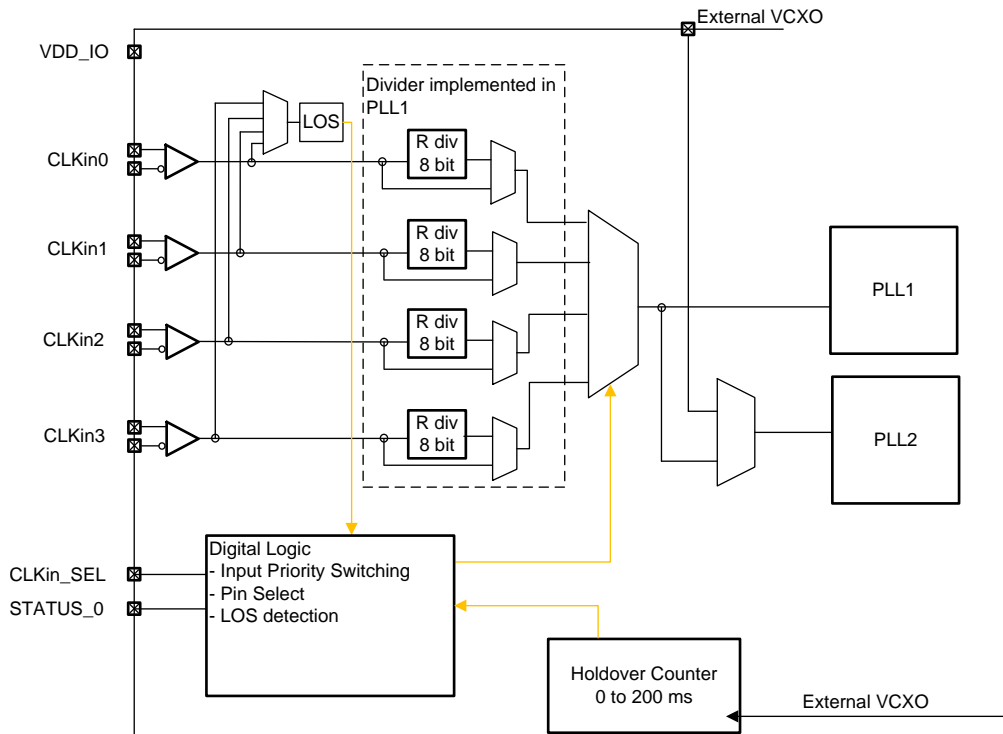 External VCXO
VDD_IO
Divider implemented in
PLL1
LOS
CLKin0
R div
8 bit
CLKin1
R div
8 bit
PLL1
CLKin2
R div
8 bit
CLKin3
R div
8 bit
PLL2
Digital Logic
- Input Priority Switching
- Pin Select
- LOS detection
CLKin_SEL
STATUS_0
Holdover Counter
0 to 200 ms
External VCXO